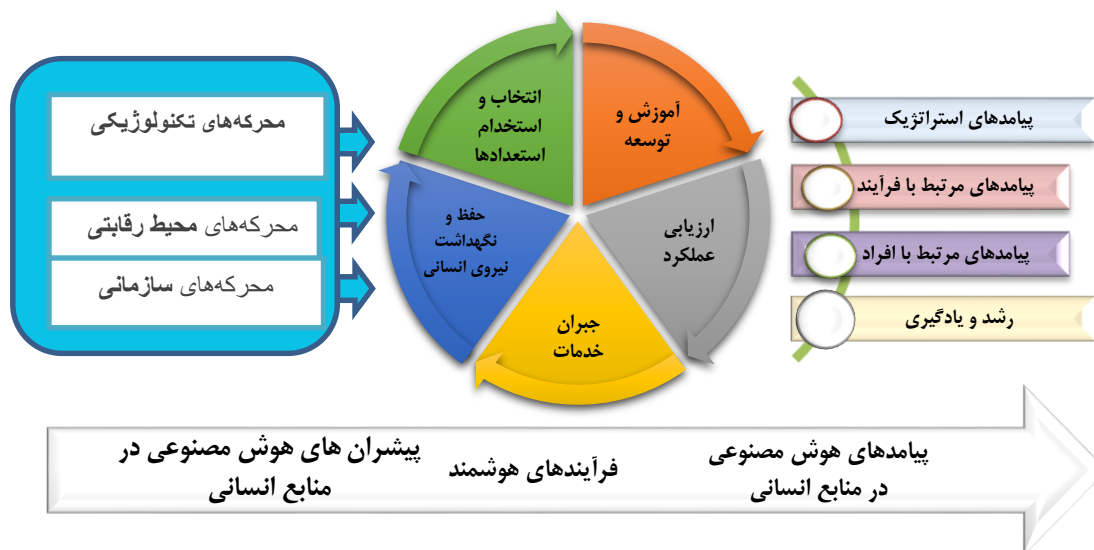 محرکه‌های تکنولوژیکی
محرکه‌های محیط رقابتی
محرکه‌های سازمانی
انتخاب و
استخدام
استعدادها
آموزش و
توسعه
ارزیابی
عملکرد
جبران
خدمات
حفظ و
نگهداشت
نیروی انسانی
پیامدهای استراتژیک
پیامدهای مرتبط با فرآیند
پیامدهای مرتبط با افراد
رشد و یادگیری
پیشران های هوش مصنوعی در
منابع انسانی
فرآیندهای هوشمند
پیامدهای هوش مصنوعی
در منابع انسانی